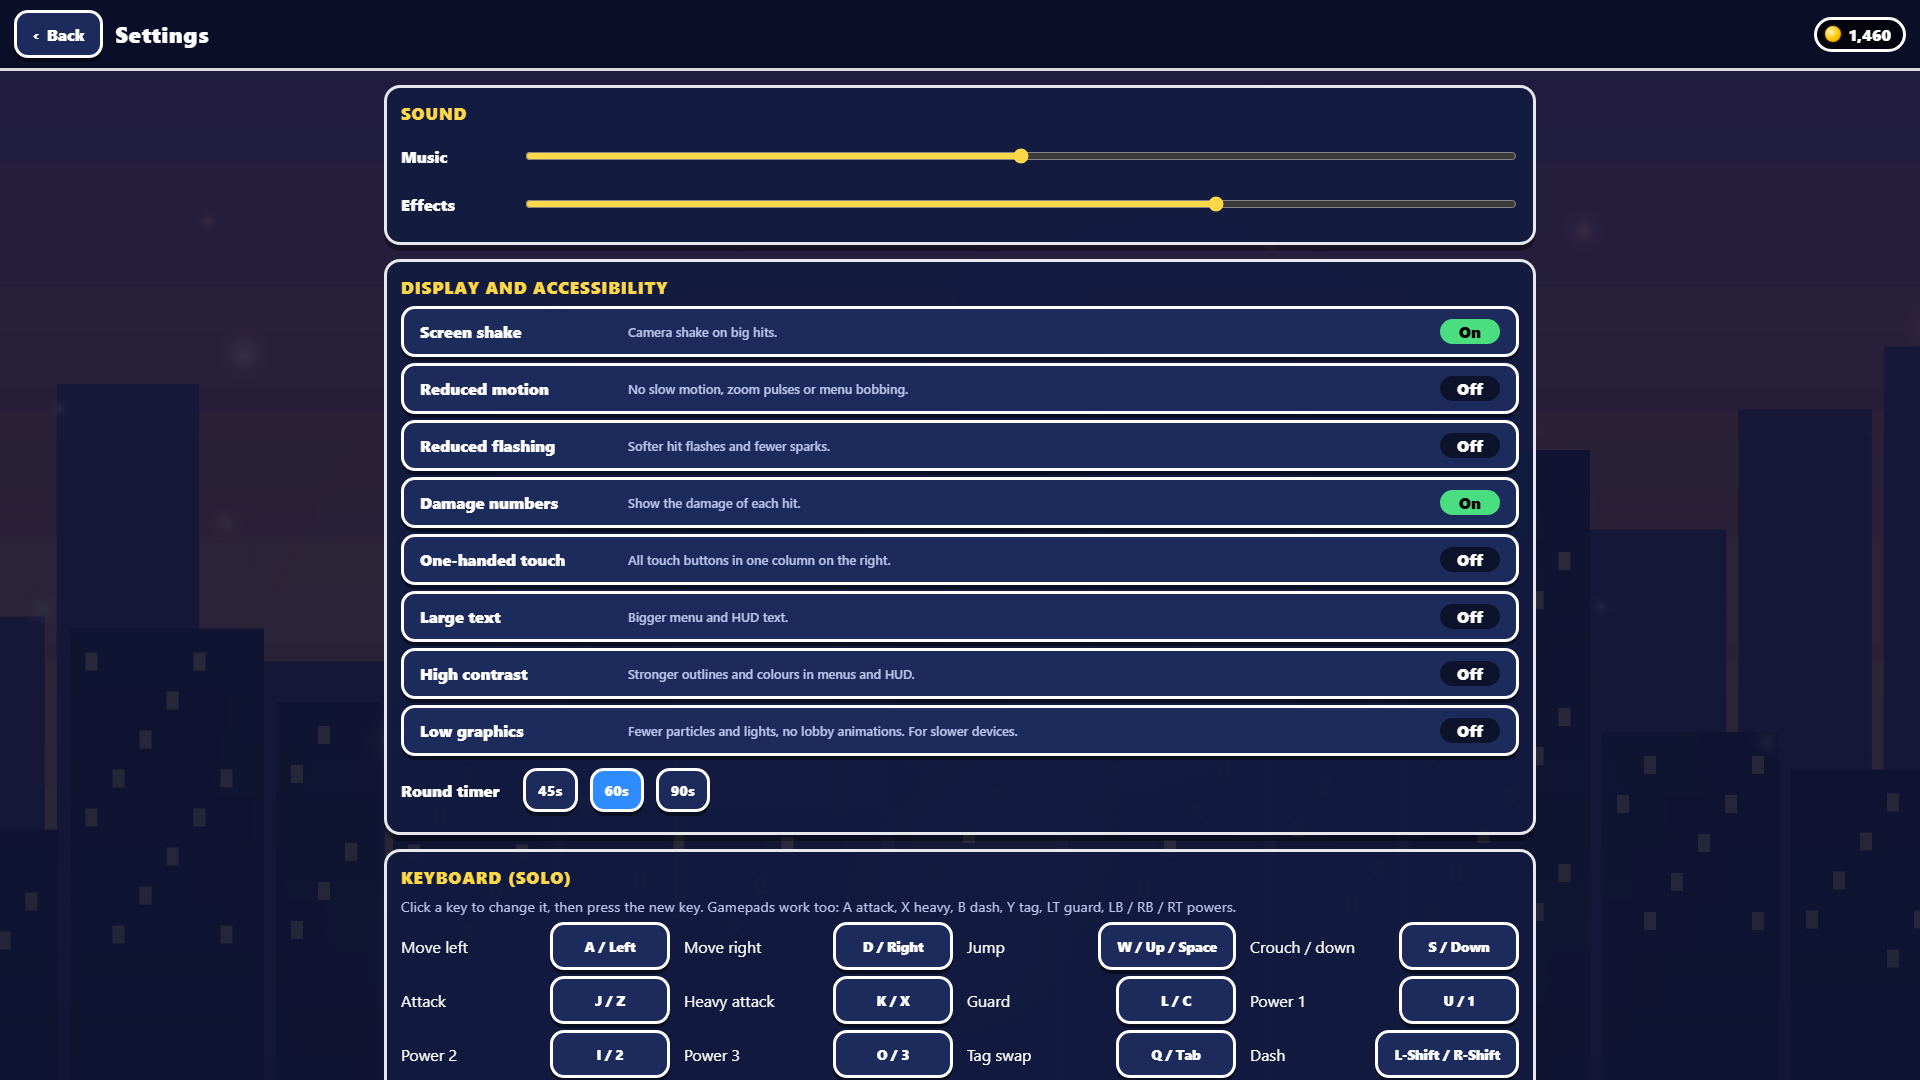 ‹ Back
Settings
1,460
SOUND
Music
Effects
DISPLAY AND ACCESSIBILITY
Screen shake Camera shake on big hits. On
Reduced motion No slow motion, zoom pulses or menu bobbing. Off
Reduced flashing Softer hit flashes and fewer sparks. Off
Damage numbers Show the damage of each hit. On
One-handed touch All touch buttons in one column on the right. Off
Large text Bigger menu and HUD text. Off
High contrast Stronger outlines and colours in menus and HUD. Off
Low graphics Fewer particles and lights, no lobby animations. For slower devices. Off
Round timer 45s 60s 90s
KEYBOARD (SOLO)
Click a key to change it, then press the new key. Gamepads work too: A attack, X heavy, B dash, Y tag, LT guard, LB / RB / RT powers.
Move left A / Left Move right D / Right Jump W / Up / Space Crouch / down S / Down
Attack J / Z Heavy attack K / X Guard L / C Power 1 U / 1
Power 2 I / 2 Power 3 O / 3 Tag swap Q / Tab Dash L-Shift / R-Shift